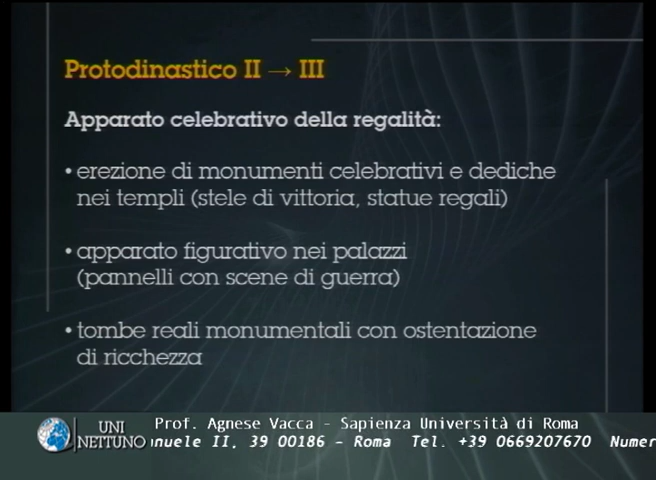 Protodinastico II → III
Apparato celebrativo della regalità:
• erezione di monumenti celebrativi e dediche
nei templi (stele di vittoria, statue regali)
• apparato figurativo nei palazzi
(pannelli con scene di guerra)
• tombe reali monumentali con ostentazione
di ricchezza
UNI
NETTUNO
Prof. Agnese Vacca - Sapienza Università di Roma
II, 39 00186 - Roma Tel. +39 0669207670